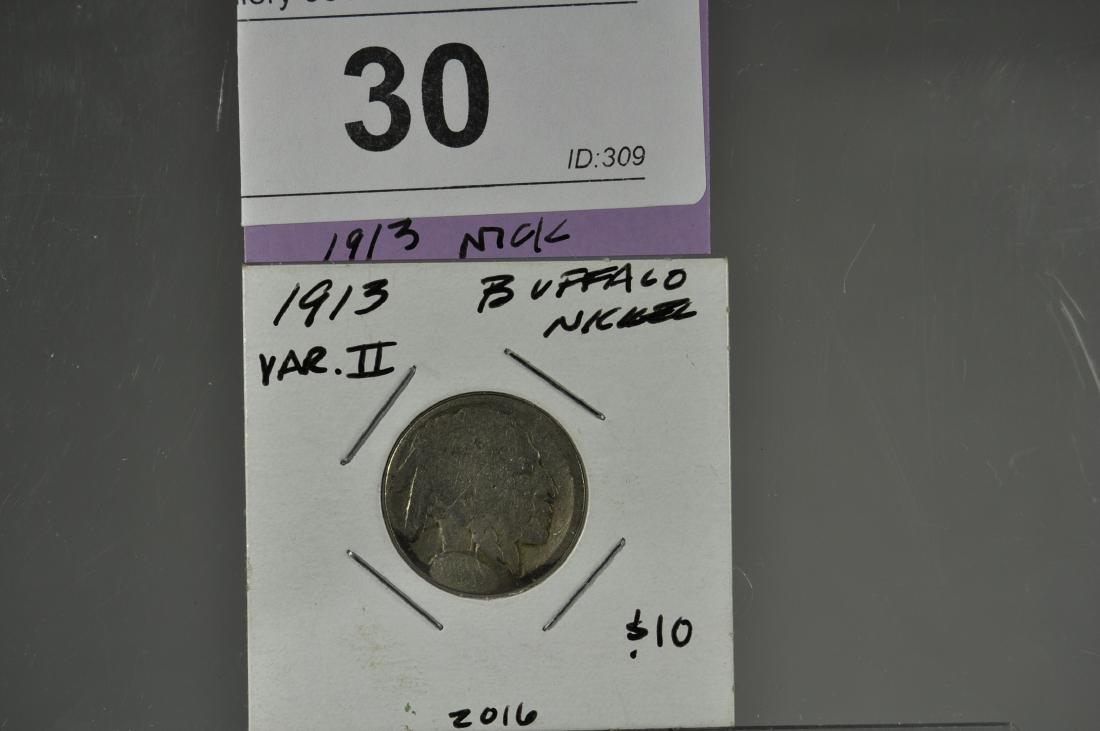 30
ID:309
1913 NICK
1913 BUFFALO
NICKEL
VAR. II
$10
2016